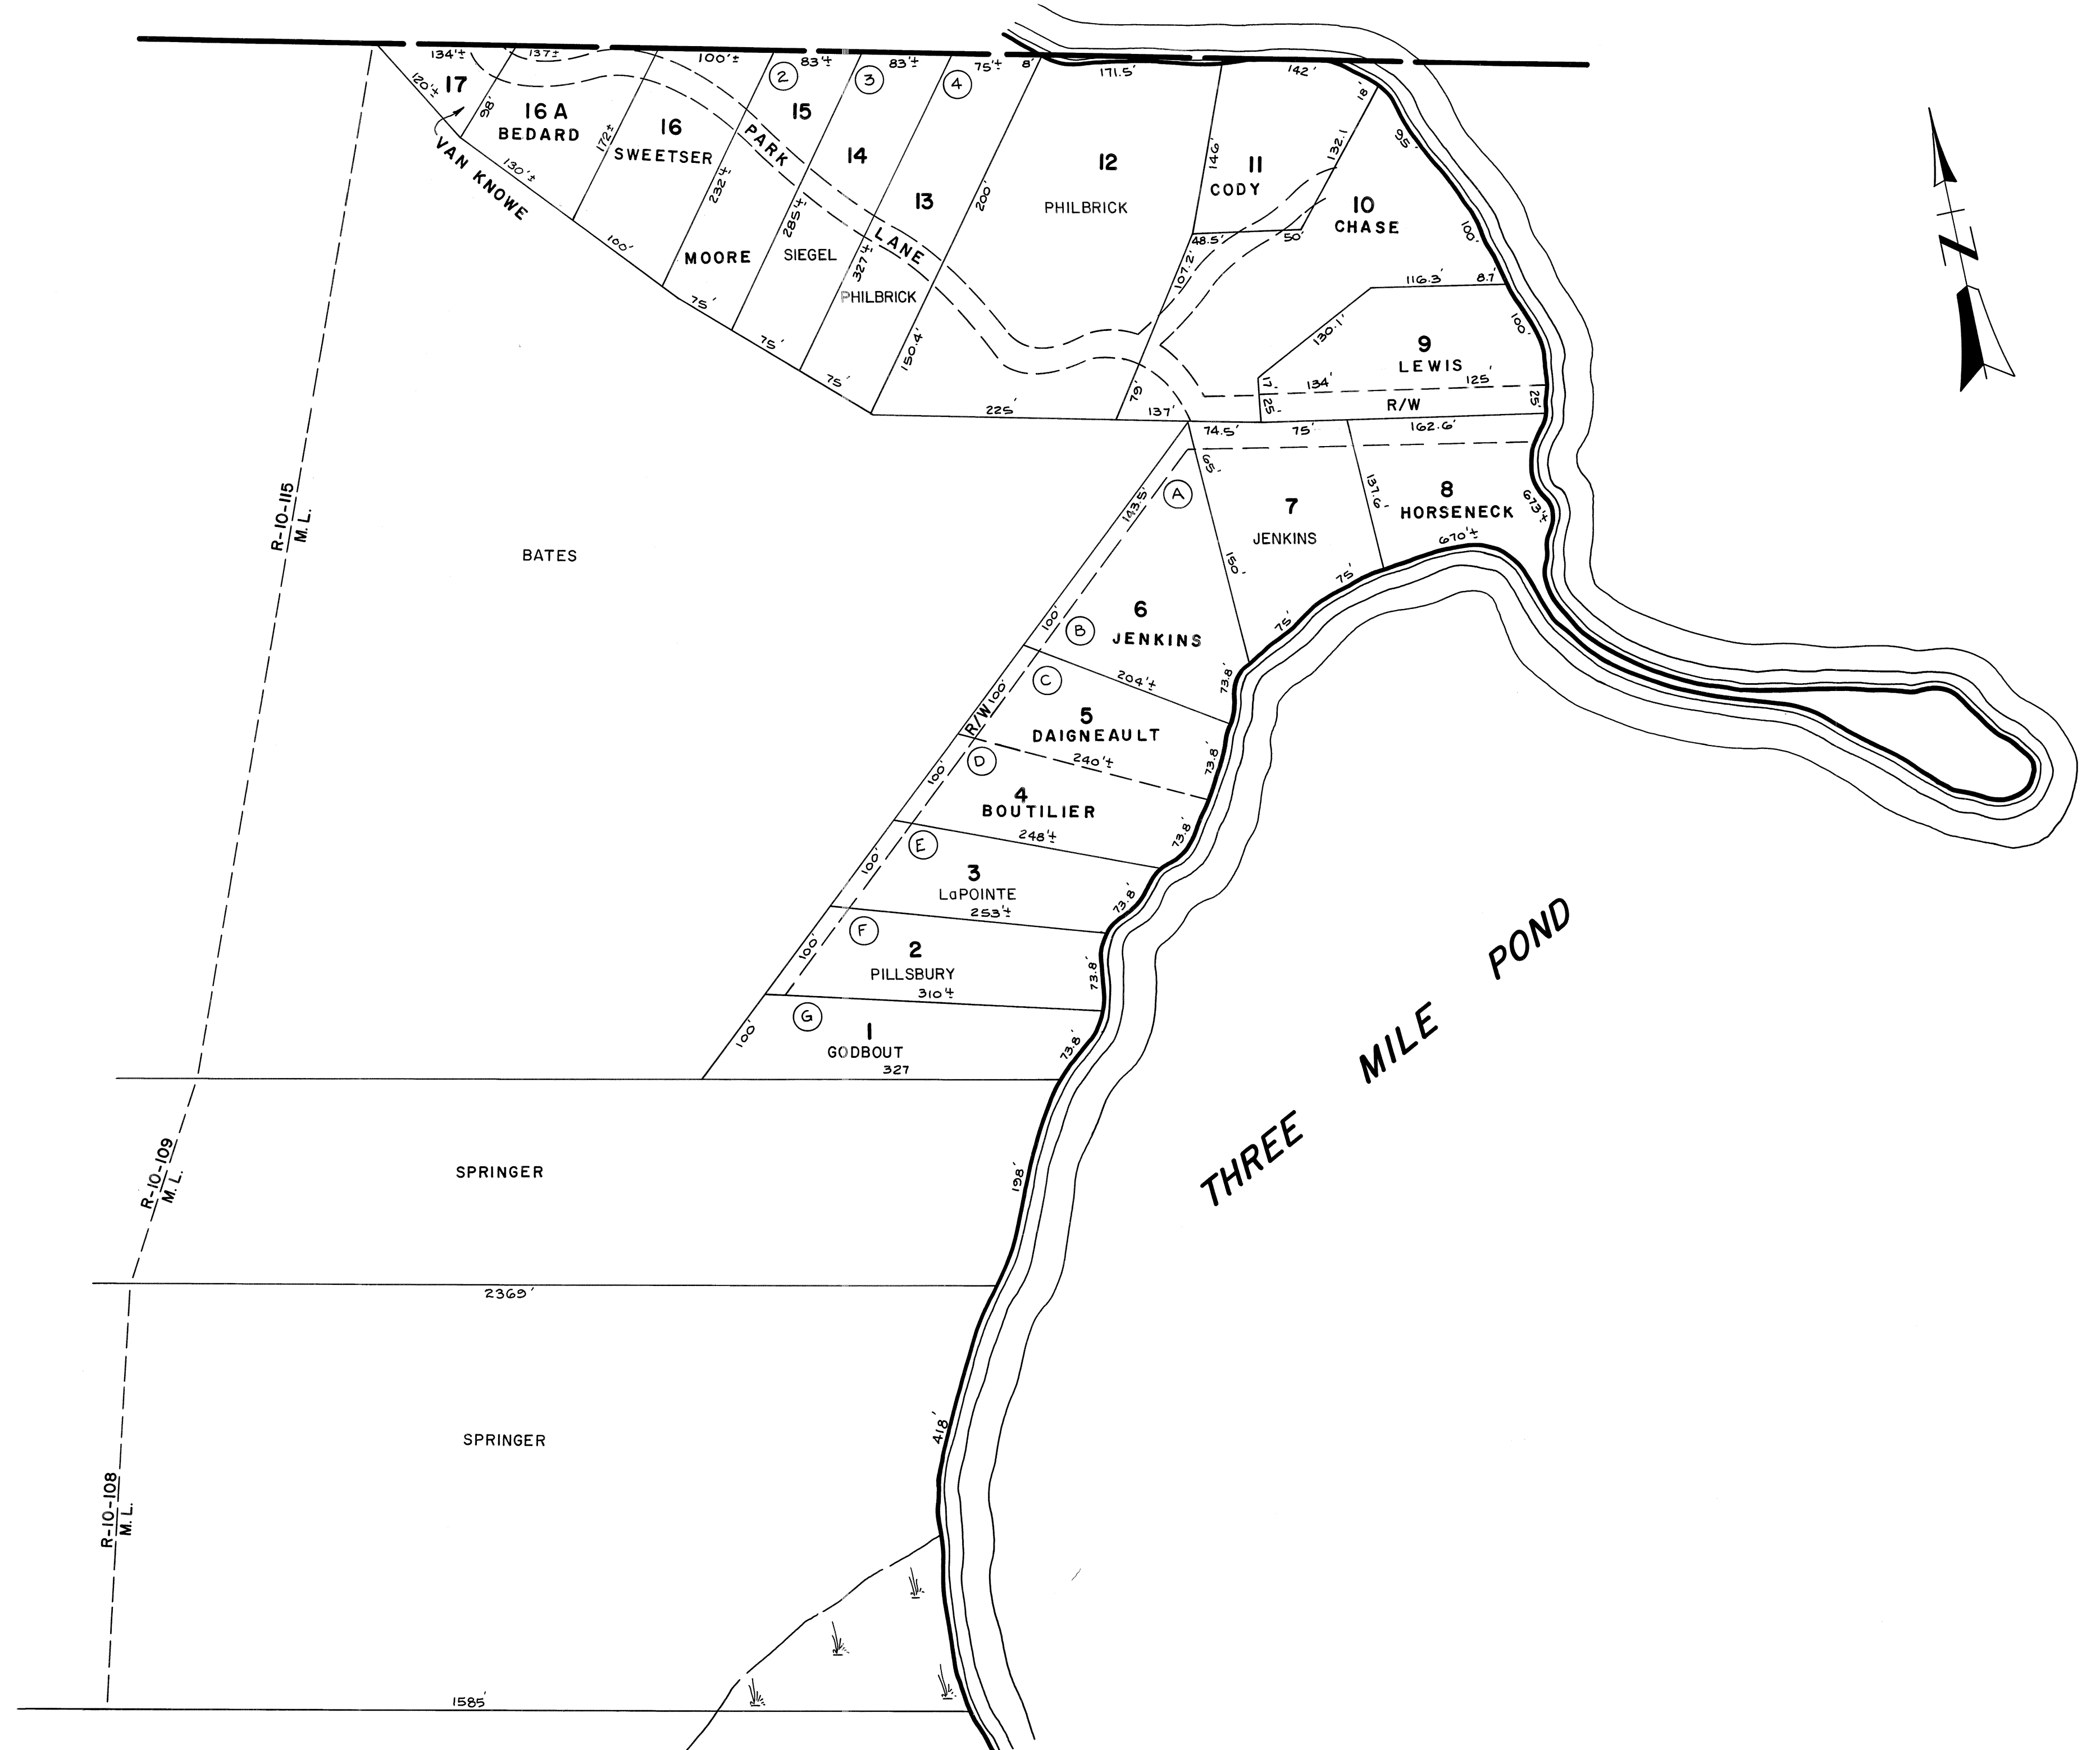 134'±
137±
100'±
83'±
83'±
75'±
8'
171.5'
142'
18'
2
3
4
17
120'±
98'
16 A
BEDARD
VAN KNOWE
130'±
172±
16
SWEETSER
15
14
13
PARK LANE
232'±
285'±
327'±
200'
MOORE
SIEGEL
PHILBRICK
100'
75'
75'
75'
150.4'
225'
12
PHILBRICK
146'
11
CODY
132.1
95'
10
CHASE
48.5'
50'
107.2'
100'
116.3'
8.7'
130.1'
100'
9
LEWIS
17'
134'
125'
25'
R/W
25'
79'
137'
74.5'
75'
162.6'
65'
143.5'
A
7
JENKINS
137.6'
8
HORSENECK
673'±
670'±
150'
75'
75'
R-10-115
M.L.
BATES
100'
B
6
JENKINS
73.8'
204'±
C
R/W 100'
5
DAIGNEAULT
73.8'
240'±
D
100'
4
BOUTILIER
73.8'
248'±
E
100'
3
LaPOINTE
73.8'
253'±
F
100'
2
PILLSBURY
73.8'
310'±
G
100'
1
GODBOUT
73.8'
327
THREE MILE POND
R-10-109
M.L.
SPRINGER
198'
2369'
SPRINGER
418'
R-10-108
M.L.
1585'
N